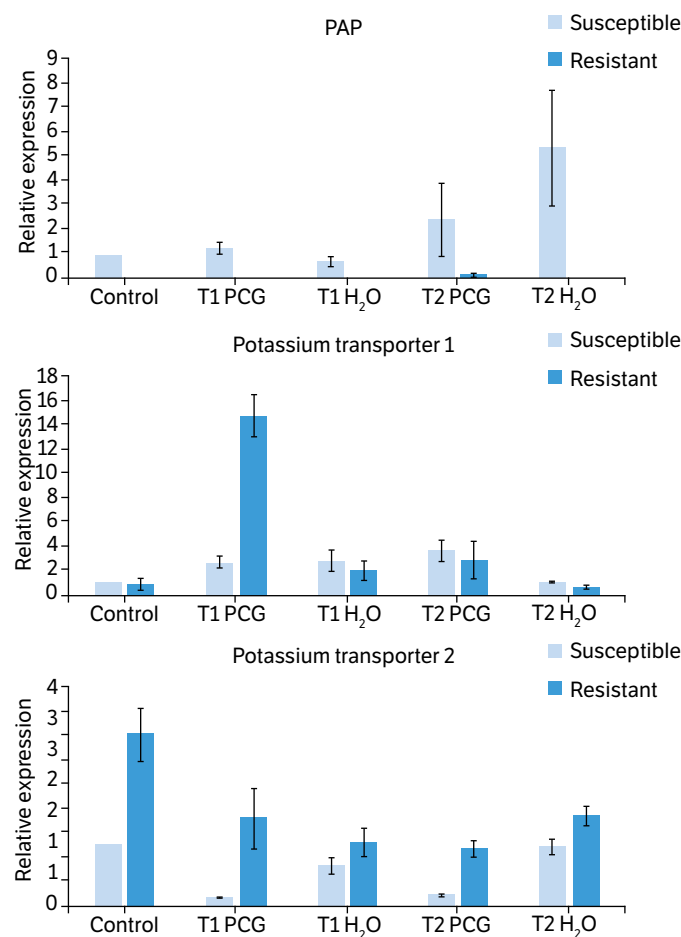 PAP
Susceptible
Resistant
Relative expression
9
8
7
6
5
4
3
2
1
0
Control
T1 PCG
T1 H₂O
T2 PCG
T2 H₂O
Potassium transporter 1
Susceptible
Resistant
Relative expression
18
16
14
12
10
8
6
4
2
0
Control
T1 PCG
T1 H₂O
T2 PCG
T2 H₂O
Potassium transporter 2
Susceptible
Resistant
Relative expression
4
3
3
2
2
1
1
0
Control
T1 PCG
T1 H₂O
T2 PCG
T2 H₂O